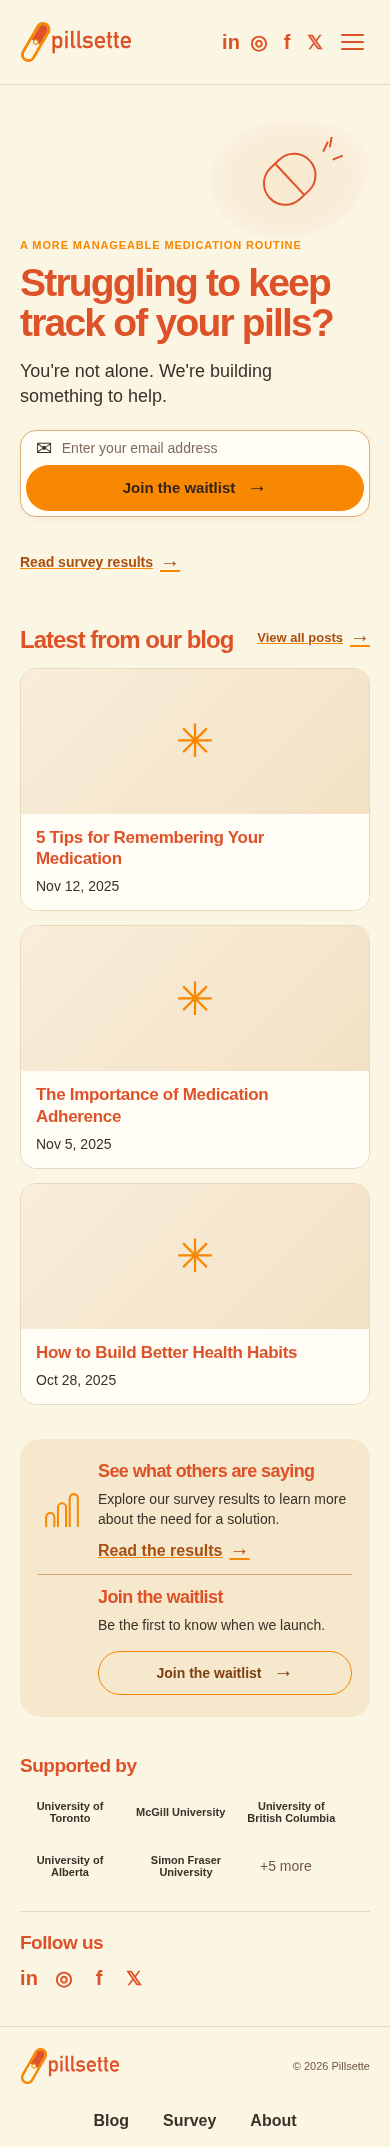 pillsette
in f 𝕏
A MORE MANAGEABLE MEDICATION ROUTINE
Struggling to keep
track of your pills?
You're not alone. We're building
something to help.
Enter your email address
Join the waitlist →
Read survey results →
Latest from our blog View all posts →
5 Tips for Remembering Your
Medication
Nov 12, 2025
The Importance of Medication
Adherence
Nov 5, 2025
How to Build Better Health Habits
Oct 28, 2025
See what others are saying
Explore our survey results to learn more
about the need for a solution.
Read the results →
Join the waitlist
Be the first to know when we launch.
Join the waitlist →
Supported by
University of
Toronto
McGill University
University of
British Columbia
University of
Alberta
Simon Fraser
University
+5 more
Follow us
in f 𝕏
pillsette
© 2026 Pillsette
Blog Survey About